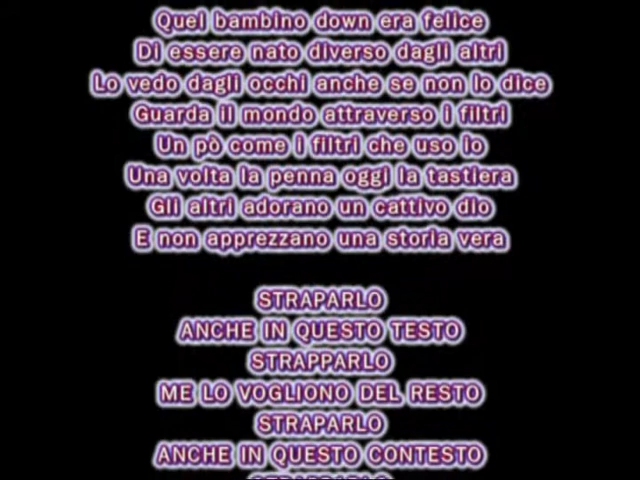 Quel bambino down era felice
Di essere nato diverso dagli altri
Lo vedo dagli occhi anche se non lo dice
Guarda il mondo attraverso i filtri
Un pò come i filtri che uso Io
Una volta la penna oggi la tastiera
Gli altri adorano un cattivo dio
E non apprezzano una storia vera
STRAPARLO
ANCHE IN QUESTO TESTO
STRAPPARLO
ME LO VOGLIONO DEL RESTO
STRAPARLO
ANCHE IN QUESTO CONTESTO